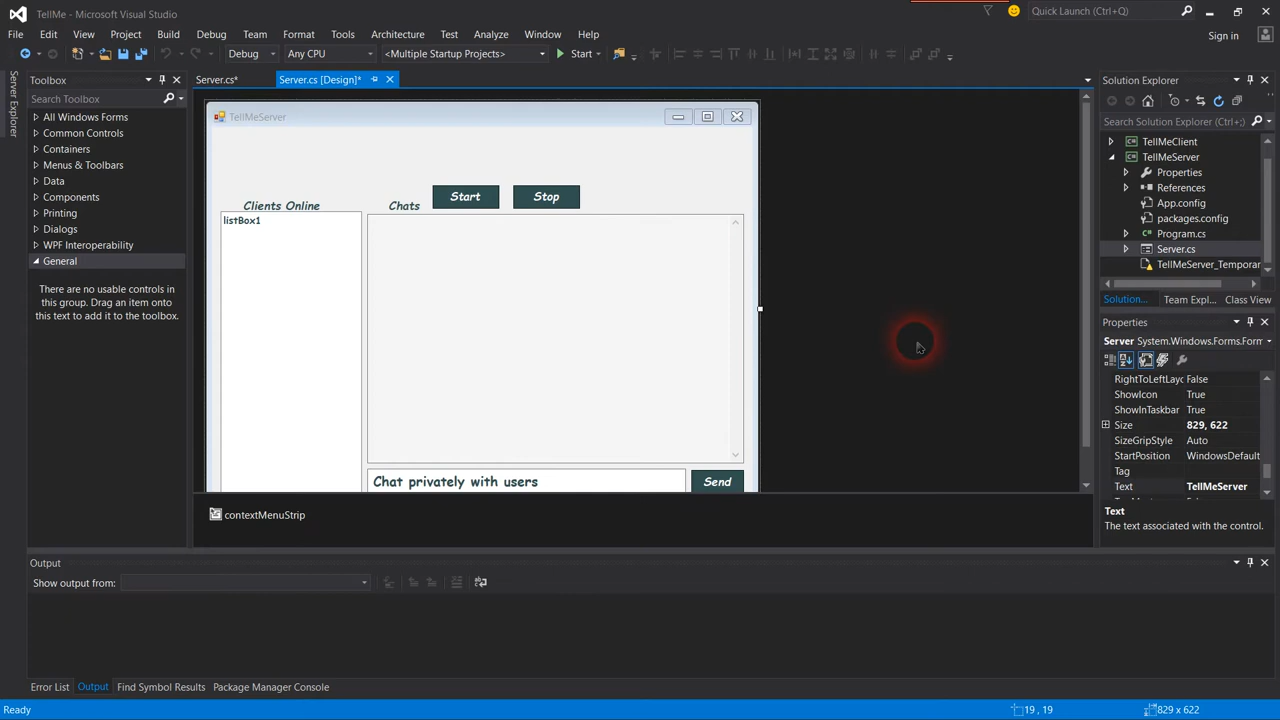 TellMe - Microsoft Visual Studio
Quick Launch (Ctrl+Q)
File Edit View Project Build Debug Team Format Tools Architecture Test Analyze Window Help
Sign in
Debug Any CPU <Multiple Startup Projects> Start
Server Explorer
Toolbox
Search Toolbox
All Windows Forms
Common Controls
Containers
Menus & Toolbars
Data
Components
Printing
Dialogs
WPF Interoperability
General
There are no usable controls in
this group. Drag an item onto
this text to add it to the toolbox.
Server.cs* Server.cs [Design]*
TellMeServer
Clients Online Chats Start Stop
listBox1
Chat privately with users Send
contextMenuStrip
Solution Explorer
Search Solution Explorer (Ctrl+;)
TellMeClient
TellMeServer
Properties
References
App.config
packages.config
Program.cs
Server.cs
TellMeServer_Temporar
Solution... Team Expl... Class View
Properties
Server System.Windows.Forms.Form
RightToLeftLayc False
ShowIcon True
ShowInTaskbar True
Size 829, 622
SizeGripStyle Auto
StartPosition WindowsDefault
Tag
Text TellMeServer
Text
The text associated with the control.
Output
Show output from:
Error List Output Find Symbol Results Package Manager Console
Ready 19 , 19 829 x 622